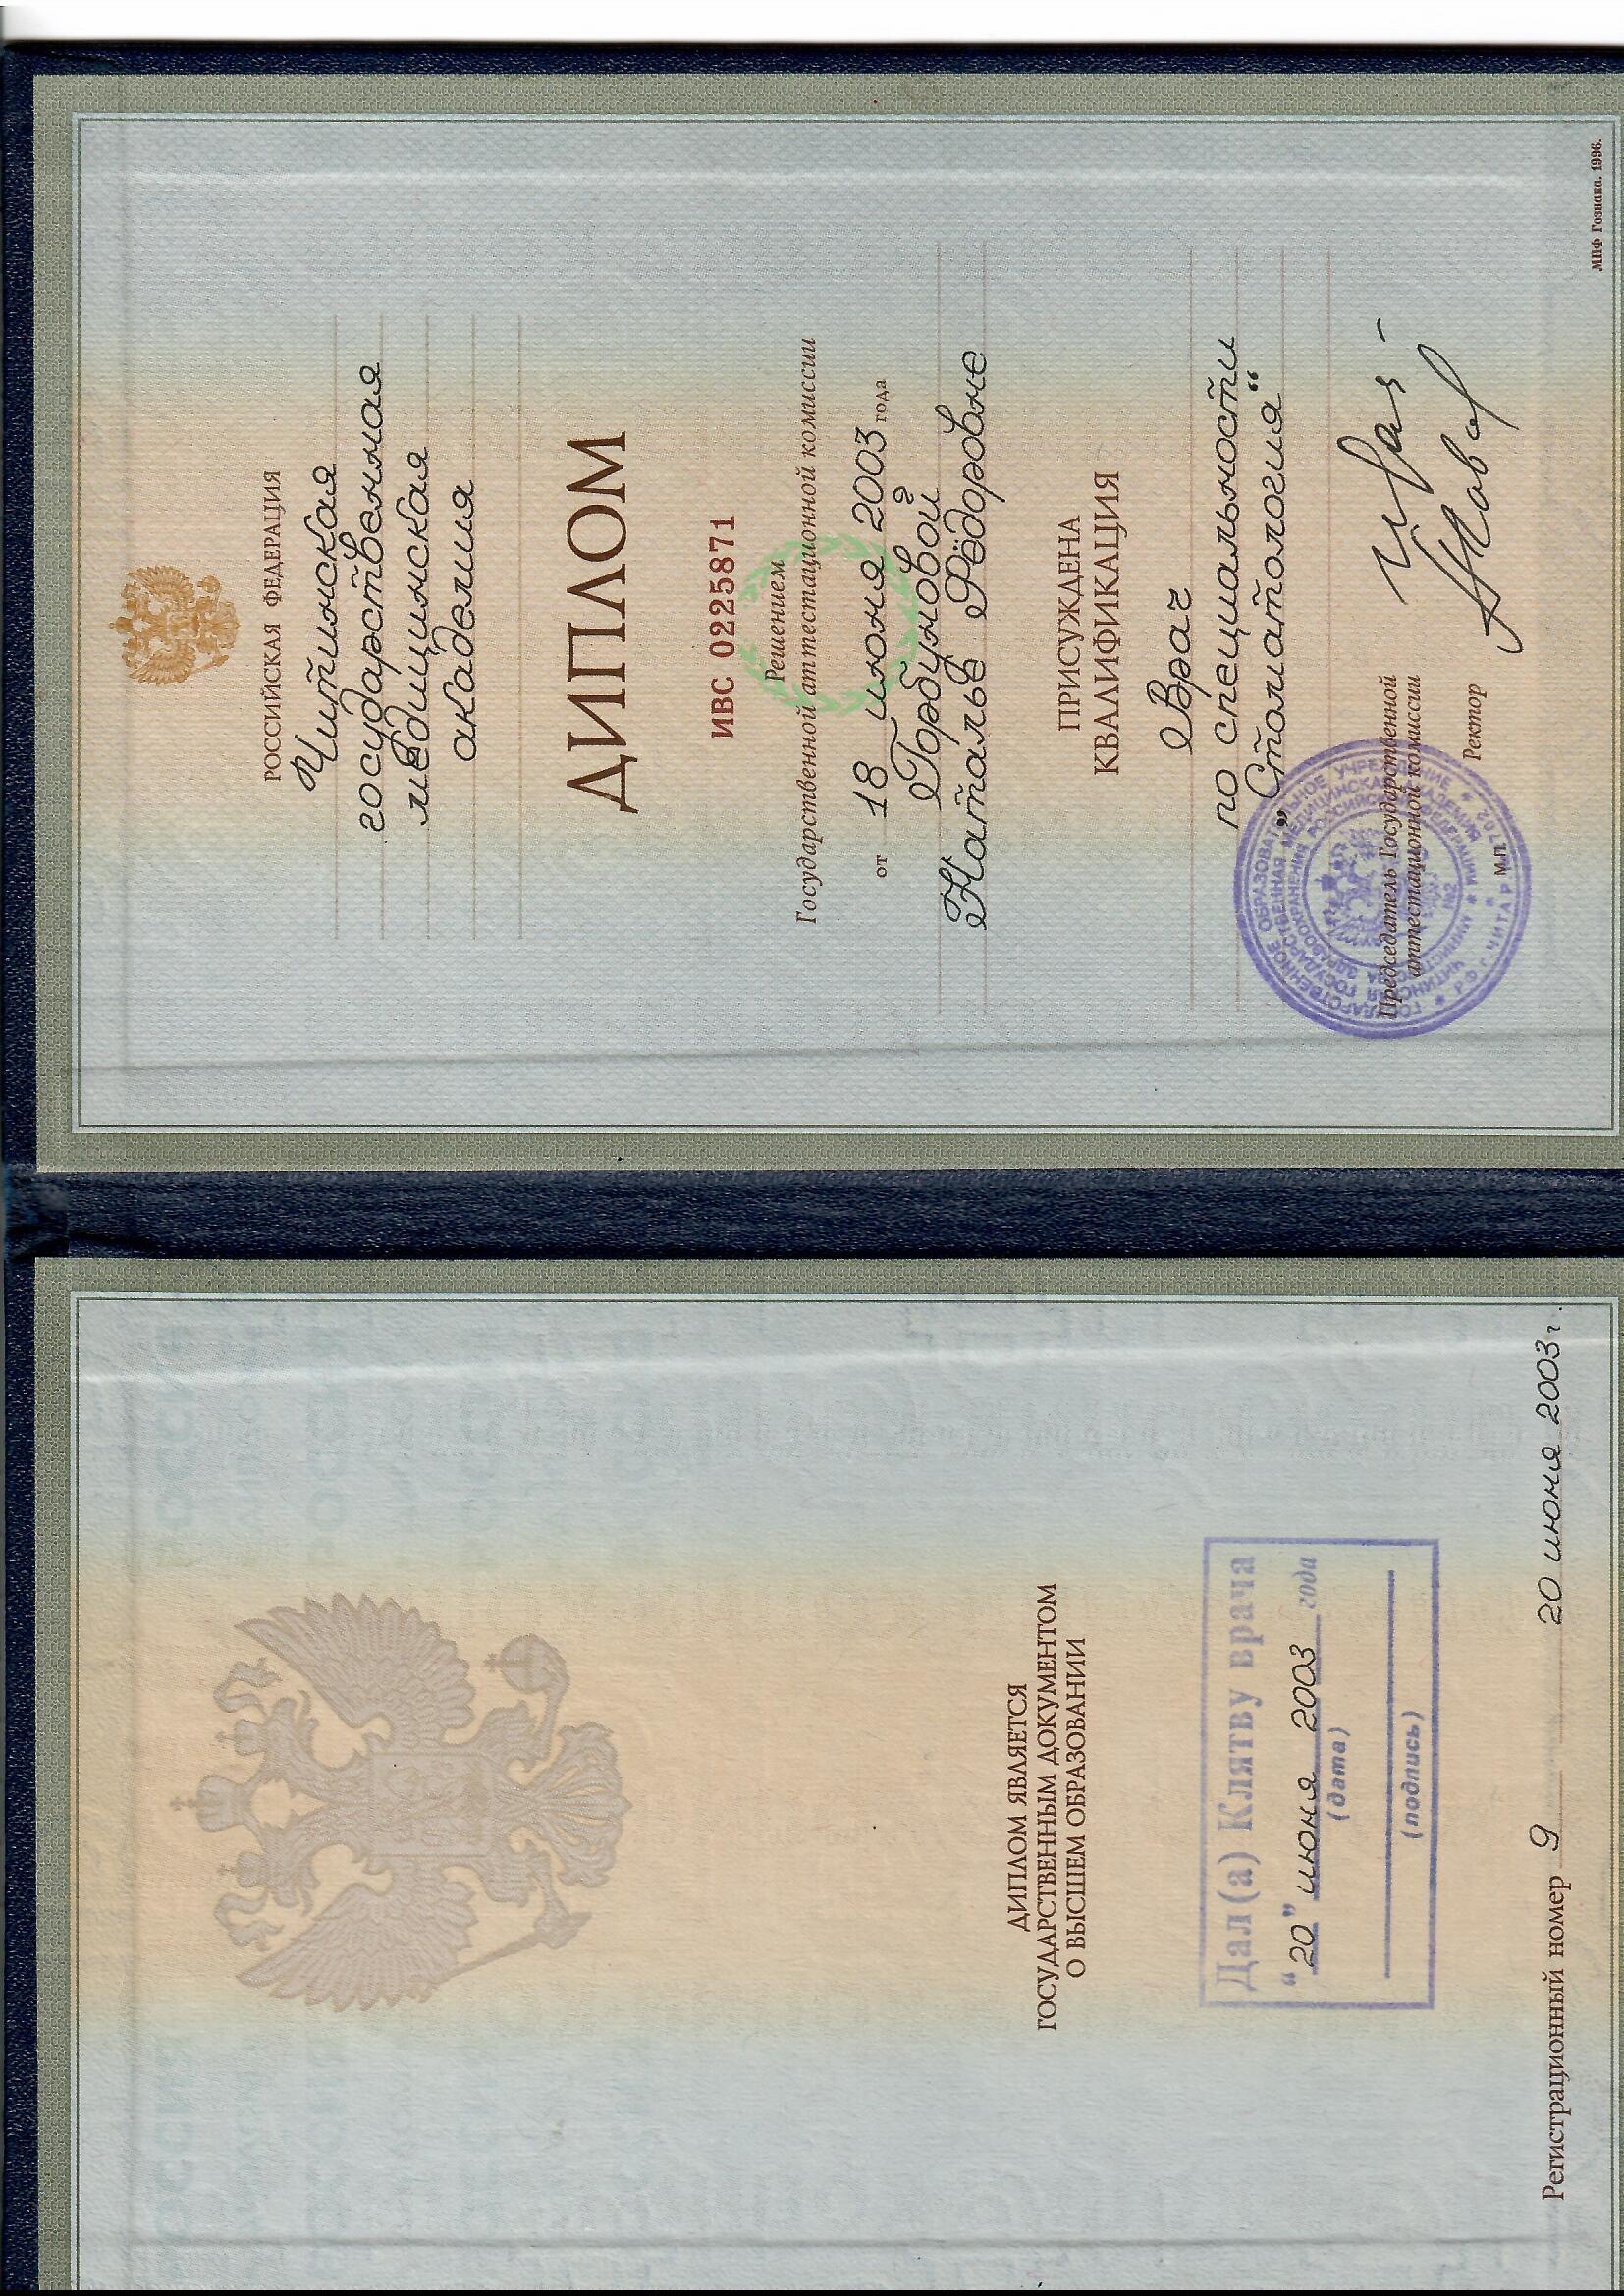 ДИПЛОМ ЯВЛЯЕТСЯ
ГОСУДАРСТВЕННЫМ ДОКУМЕНТОМ
О ВЫСШЕМ ОБРАЗОВАНИИ
Дал(а) Клятву врача
“20” июня 2003 года
(дата)
(подпись)
Регистрационный номер 9 20 июня 2003 г.
РОССИЙСКАЯ ФЕДЕРАЦИЯ
Читинская
государственная
медицинская
академия
ДИПЛОМ
ИВС 0225871
Решением
Государственной аттестационной комиссии
от 18 июня 2003 года
Горбуновой
Наталье Фёдоровне
ПРИСУЖДЕНА
КВАЛИФИКАЦИЯ
Врач
по специальности
„Стоматология“
Председатель Государственной
аттестационной комиссии
Ректор
М.П.
МПФ Гознака. 1996.